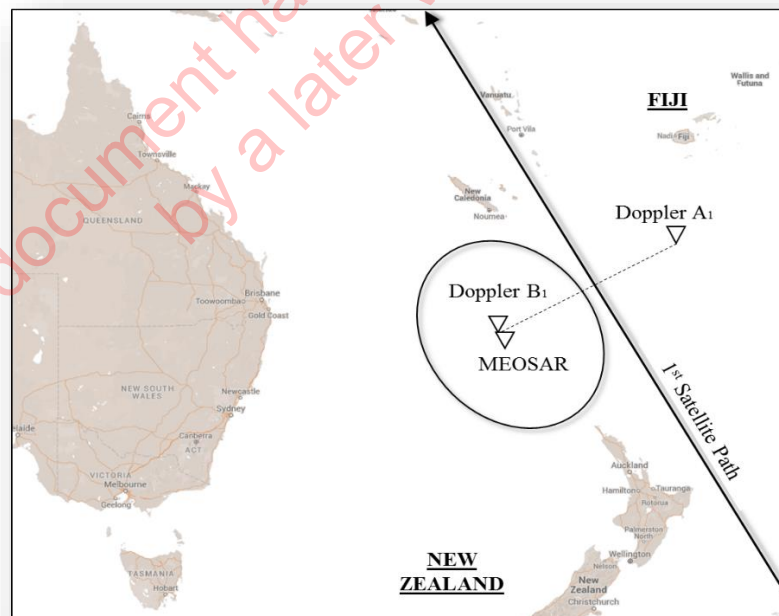 document ha
by a later v
Wallis and
Futuna
FIJI
Vanuatu
Port Vila
Nadi
Fiji
Cairns
Townsville
Mackay
New
Caledonia
Noumea
QUEENSLAND
Doppler A1
Doppler B1
MEOSAR
Brisbane
Toowoomba
Gold Coast
1st Satellite Path
NEW SOUTH
WALES
Newcastle
Sydney
Canberra
ACT
laide
VICTORIA
Melbourne
Geelong
Auckland
Hamilton
Tauranga
Rotorua
Palmerston
North
Wellington
Nelson
NEW
ZEALAND
New
Zealand
Christchurch
TASMANIA
Hobart